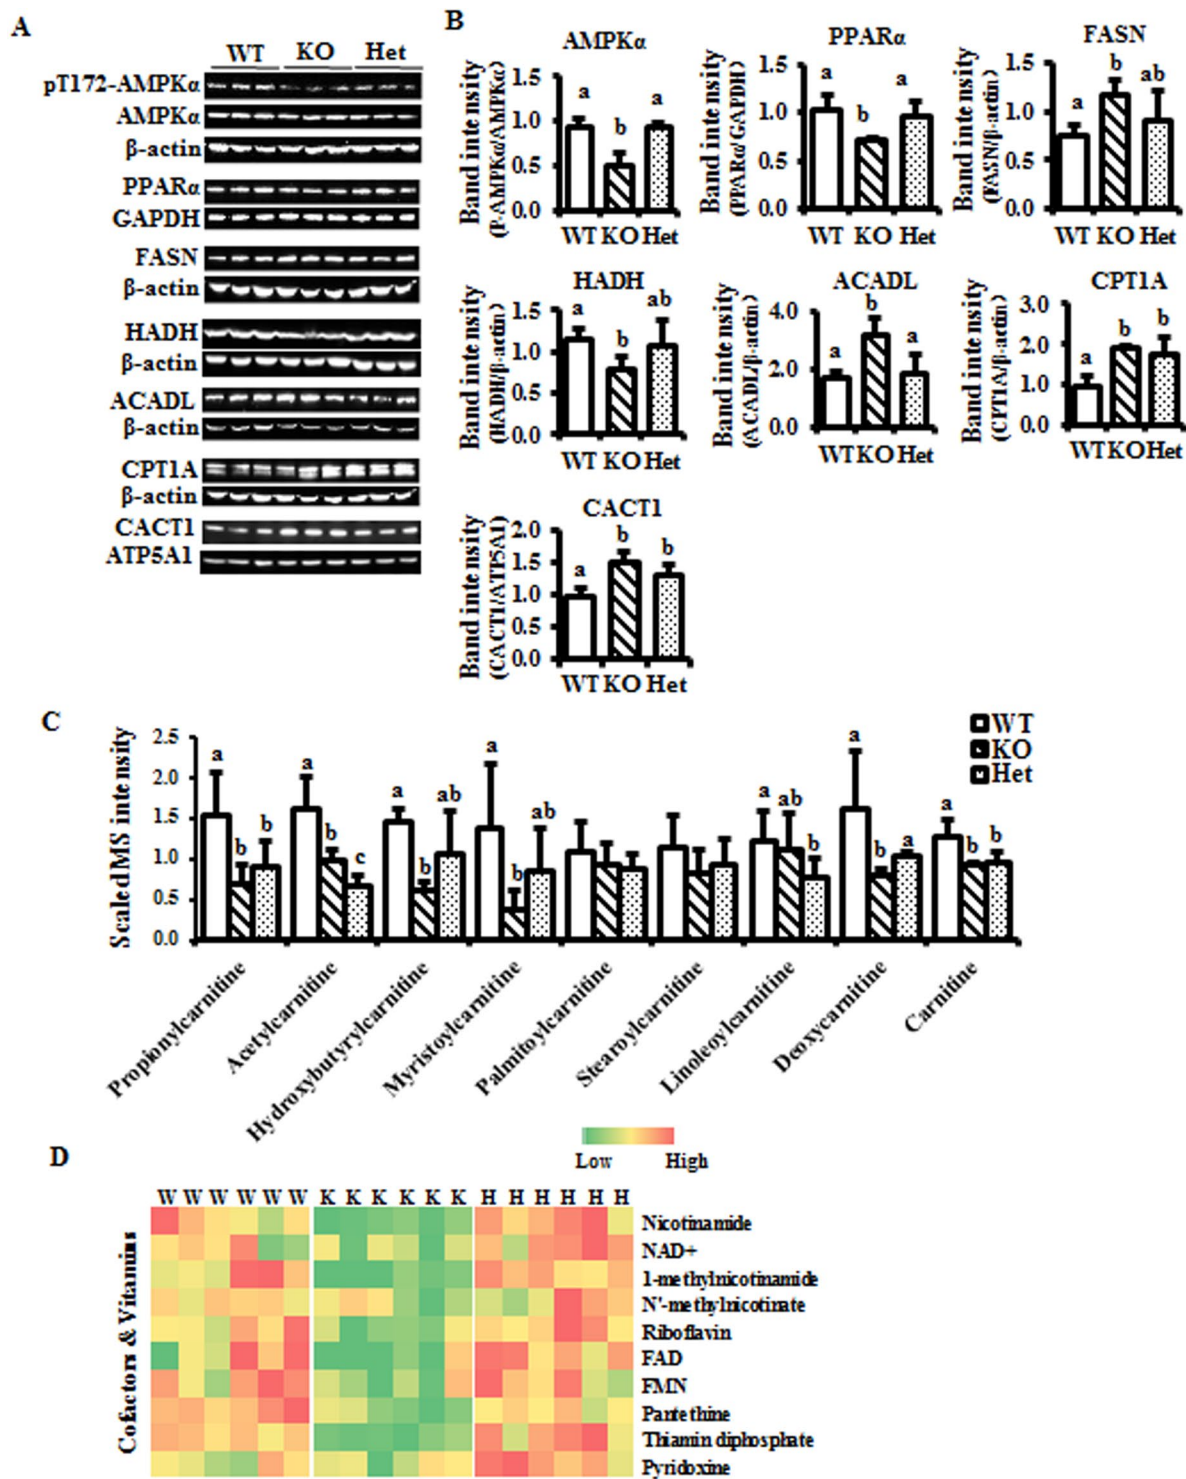 A
WT KO Het
pT172-AMPKα
AMPKα
β-actin
PPARα
GAPDH
FASN
β-actin
HADH
β-actin
ACADL
β-actin
CPT1A
β-actin
CACT1
ATP5A1
B
AMPKα
Band intensity
(P-AMPKα/AMPKα)
1.5
1.0
0.5
0.0
a b a
WT KO Het
PPARα
Band intensity
(PPARα/GAPDH)
1.5
1.0
0.5
0.0
a b a
WT KO Het
FASN
Band intensity
(FASN/β-actin)
1.5
1.0
0.5
0.0
a b ab
WT KO Het
HADH
Band intensity
(HADH/β-actin)
1.5
1.0
0.5
0.0
a b ab
WT KO Het
ACADL
Band intensity
(ACADL/β-actin)
4.0
2.0
0.0
a b a
WT KO Het
CPT1A
Band intensity
(CPT1A/β-actin)
3.0
2.0
1.0
0.0
a b b
WT KO Het
CACT1
Band intensity
(CACT1/ATP5A1)
2.0
1.5
1.0
0.5
0.0
a b b
WT KO Het
C
Scaled MS intensity
2.5
2.0
1.5
1.0
0.5
0.0
WT
KO
Het
a b b
a b c
a b ab
a b ab
a ab b
a b a
a b b
Propionylcarnitine
Acetylcarnitine
Hydroxybutyrylcarnitine
Myristoylcarnitine
Palmitoylcarnitine
Stearoylcarnitine
Linoleoylcarnitine
Deoxycarnitine
Carnitine
D
Low High
W W W W W W K K K K K K H H H H H H
Cofactors & Vitamins
Nicotinamide
NAD+
1-methylnicotinamide
N'-methylnicotinate
Riboflavin
FAD
FMN
Pantethine
Thiamin diphosphate
Pyridoxine